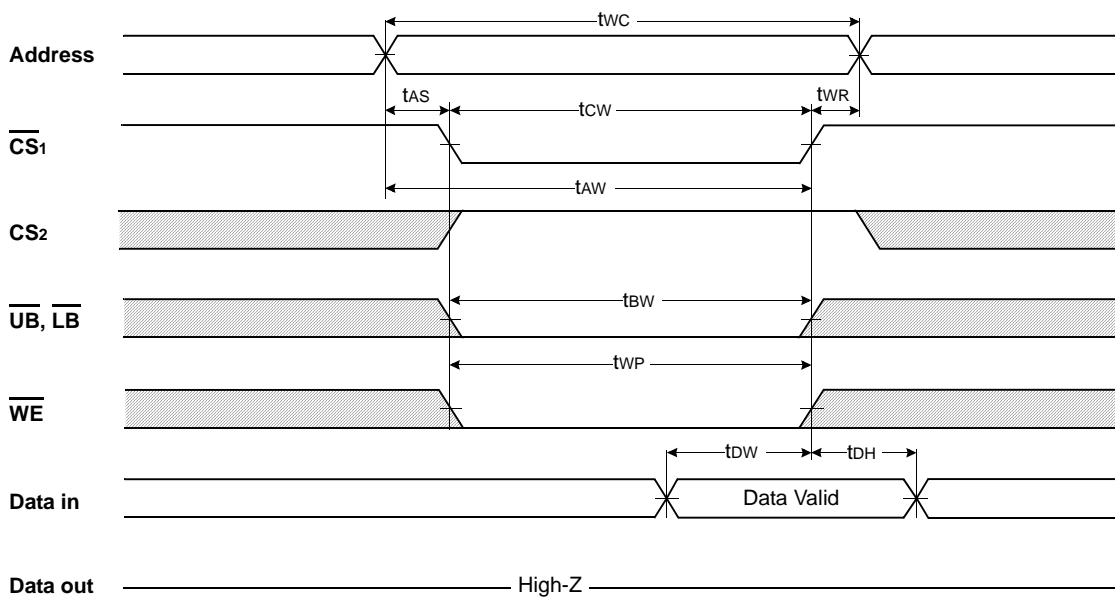 tWC
Address
tAS
tCW
tWR
CS1
tAW
CS2
tBW
UB, LB
tWP
WE
tDW
tDH
Data in
Data Valid
Data out
High-Z